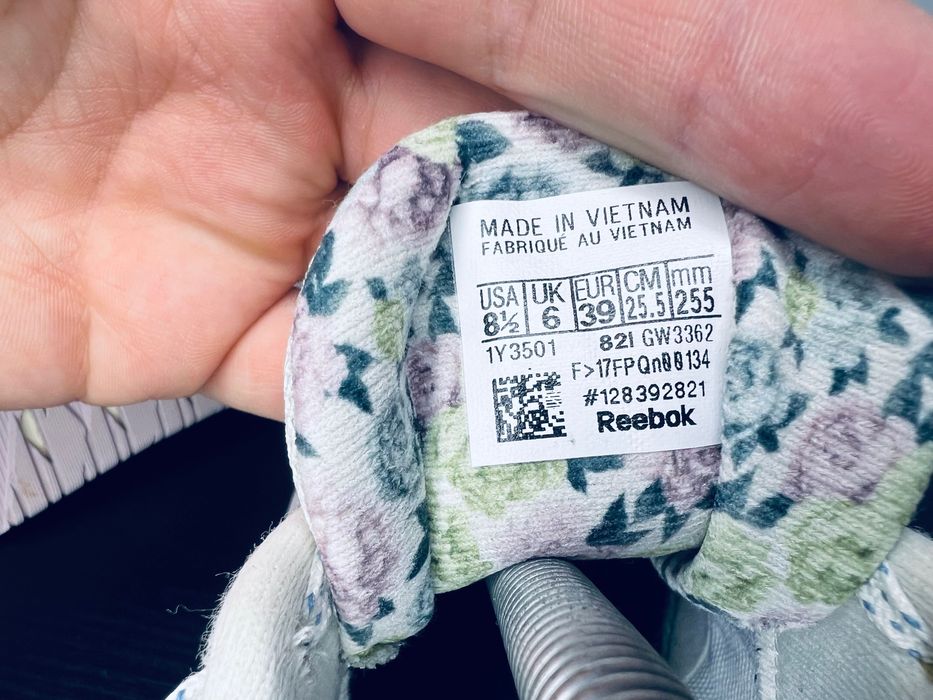 MADE IN VIETNAM
FABRIQUÉ AU VIETNAM
USA UK EUR CM mm
8½ 6 39 25.5 255
1Y3501 82I GW3362
F>17FPQn00134
#128392821
Reebok